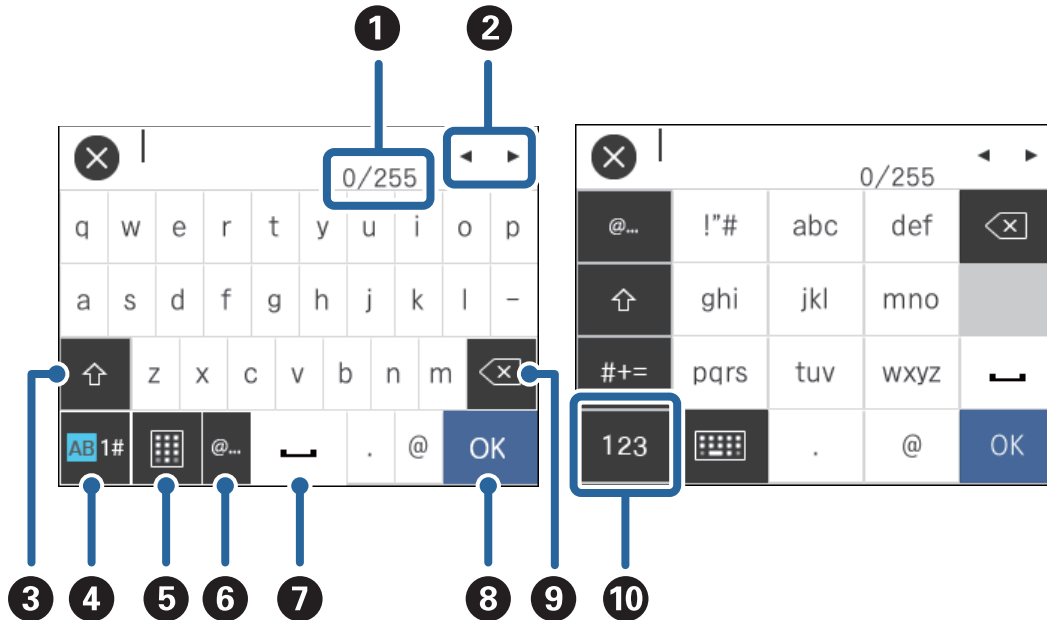 1 2
0/255
0/255
q w e r t y u i o p
@... !"# abc def
a s d f g h j k l -
ghi jkl mno
z x c v b n m
#+= pqrs tuv wxyz
AB 1# @... . @ OK
123 . @ OK
3 4 5 6 7 8 9 10